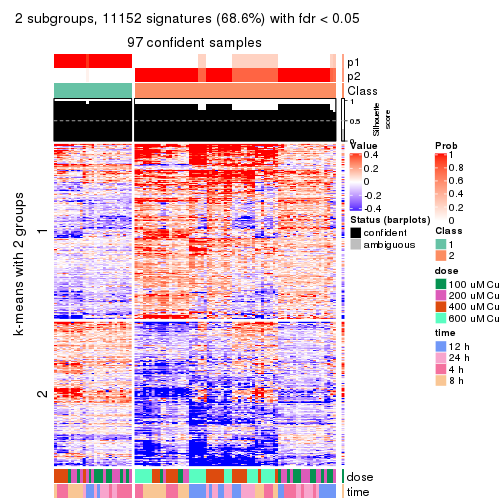 2 subgroups, 11152 signatures (68.6%) with fdr < 0.05
97 confident samples
p1
p2
Class
1
0.5
0
Silhouette
score
k-means with 2 groups
1
2
dose
time
Value
0.4
0.2
0
-0.2
-0.4
Status (barplots)
confident
ambiguous
Prob
1
0.8
0.6
0.4
0.2
0
Class
1
2
dose
100 uM Cu
200 uM Cu
400 uM Cu
600 uM Cu
time
12 h
24 h
4 h
8 h